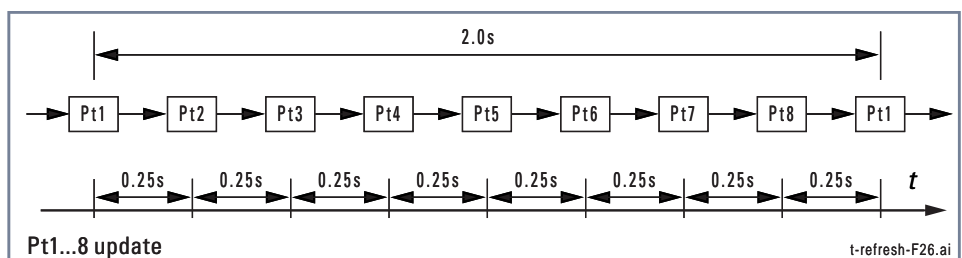 2.0s
Pt1 Pt2 Pt3 Pt4 Pt5 Pt6 Pt7 Pt8 Pt1
0.25s 0.25s 0.25s 0.25s 0.25s 0.25s 0.25s 0.25s t
Pt1...8 update
t-refresh-F26.ai